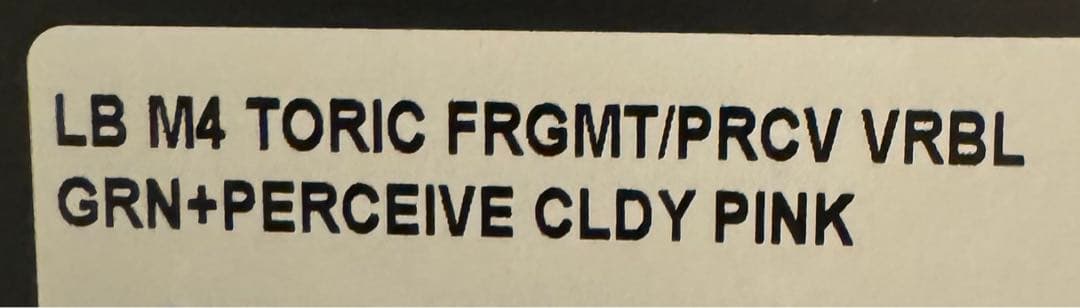 LB M4 TORIC FRGMT/PRCV VRBL
GRN+PERCEIVE CLDY PINK